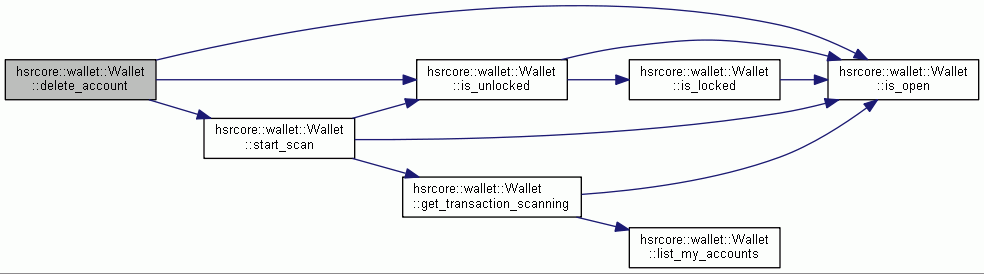 hsrcore::wallet::Wallet
::delete_account
hsrcore::wallet::Wallet
::is_unlocked
hsrcore::wallet::Wallet
::is_locked
hsrcore::wallet::Wallet
::is_open
hsrcore::wallet::Wallet
::start_scan
hsrcore::wallet::Wallet
::get_transaction_scanning
hsrcore::wallet::Wallet
::list_my_accounts